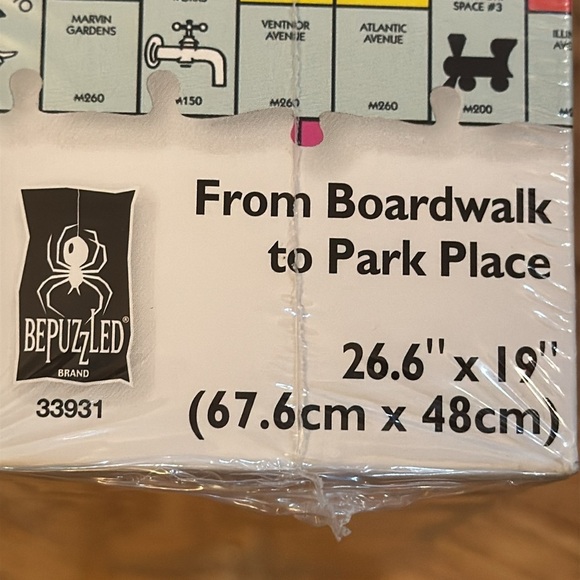 SPACE #3
MARVIN
GARDENS
VENTNOR
AVENUE
ATLANTIC
AVENUE
M260
M150
M260
M260
M200
From Boardwalk
to Park Place
BEPUZZLED®
BRAND
33931
26.6" x 19"
(67.6cm x 48cm)